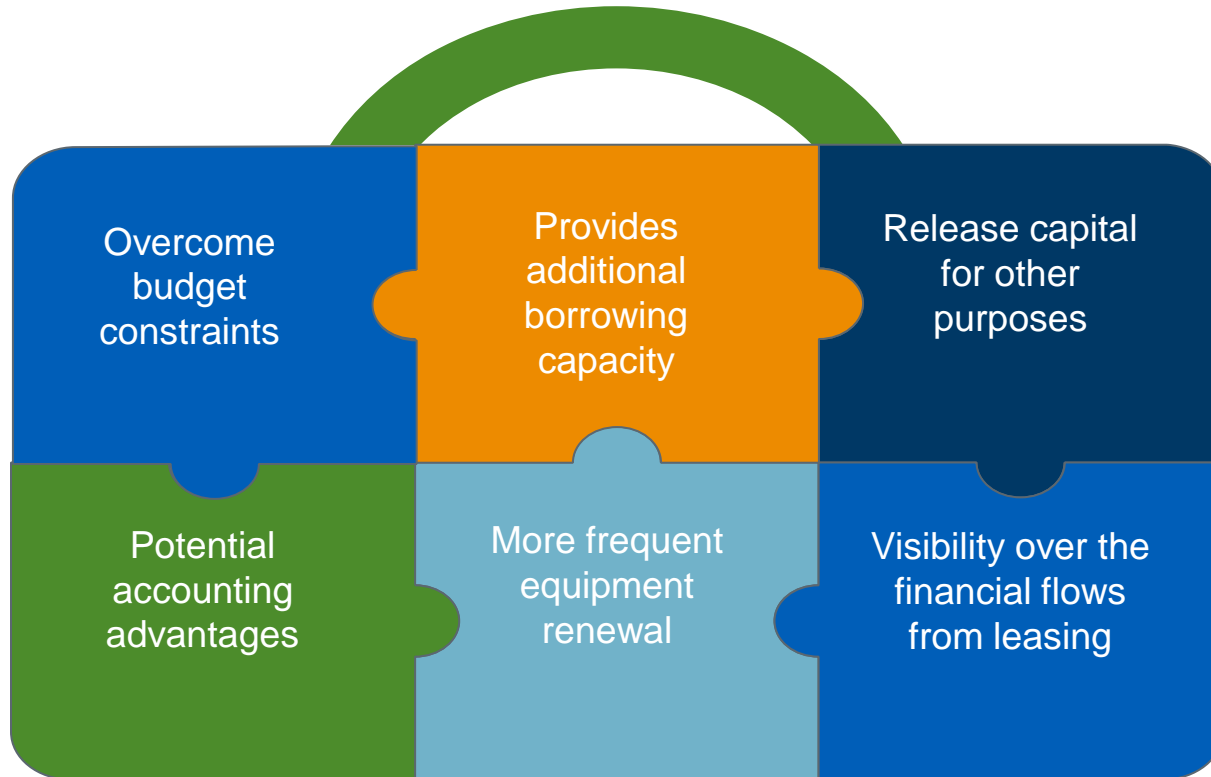 Overcome
budget
constraints
Provides
additional
borrowing
capacity
Release capital
for other
purposes
Potential
accounting
advantages
More frequent
equipment
renewal
Visibility over the
financial flows
from leasing